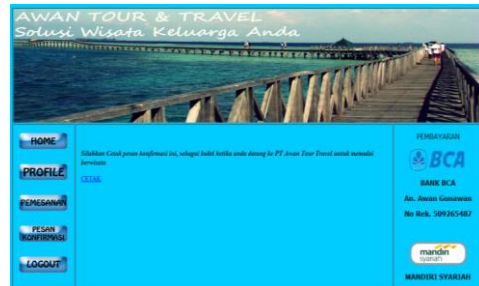 AWAN TOUR & TRAVEL
Solusi Wisata Keluarga Anda
HOME
PROFILE
PEMESANAN
PESAN
KONFIRMASI
LOGOUT
Silahkan Cetak pesan konfirmasi ini, sebagai bukti ketika anda datang ke PT Awan Tour Travel untuk memulai
berwisata
CETAK
PEMBAYARAN
BCA
BANK BCA
An. Awan Gunawan
No Rek. 509265487
mandiri
syariah
MANDIRI SYARIAH